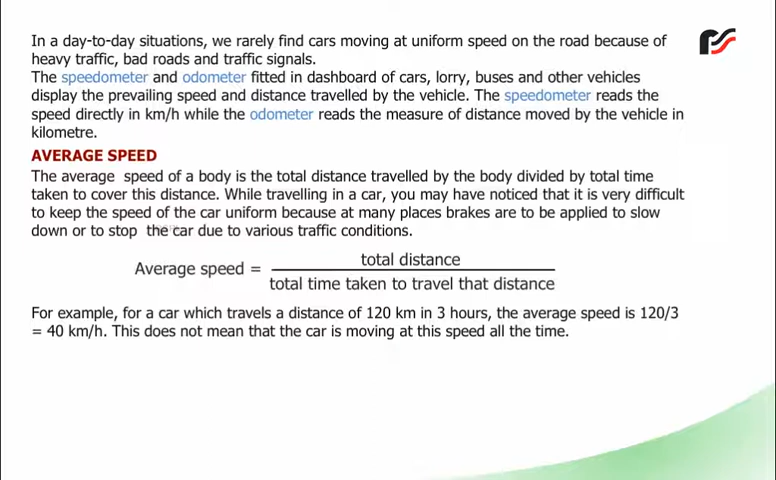 In a day-to-day situations, we rarely find cars moving at uniform speed on the road because of
heavy traffic, bad roads and traffic signals.
The speedometer and odometer fitted in dashboard of cars, lorry, buses and other vehicles
display the prevailing speed and distance travelled by the vehicle. The speedometer reads the
speed directly in km/h while the odometer reads the measure of distance moved by the vehicle in
kilometre.
AVERAGE SPEED
The average speed of a body is the total distance travelled by the body divided by total time
taken to cover this distance. While travelling in a car, you may have noticed that it is very difficult
to keep the speed of the car uniform because at many places brakes are to be applied to slow
down or to stop the car due to various traffic conditions.
Average speed = total distance
total time taken to travel that distance
For example, for a car which travels a distance of 120 km in 3 hours, the average speed is 120/3
= 40 km/h. This does not mean that the car is moving at this speed all the time.